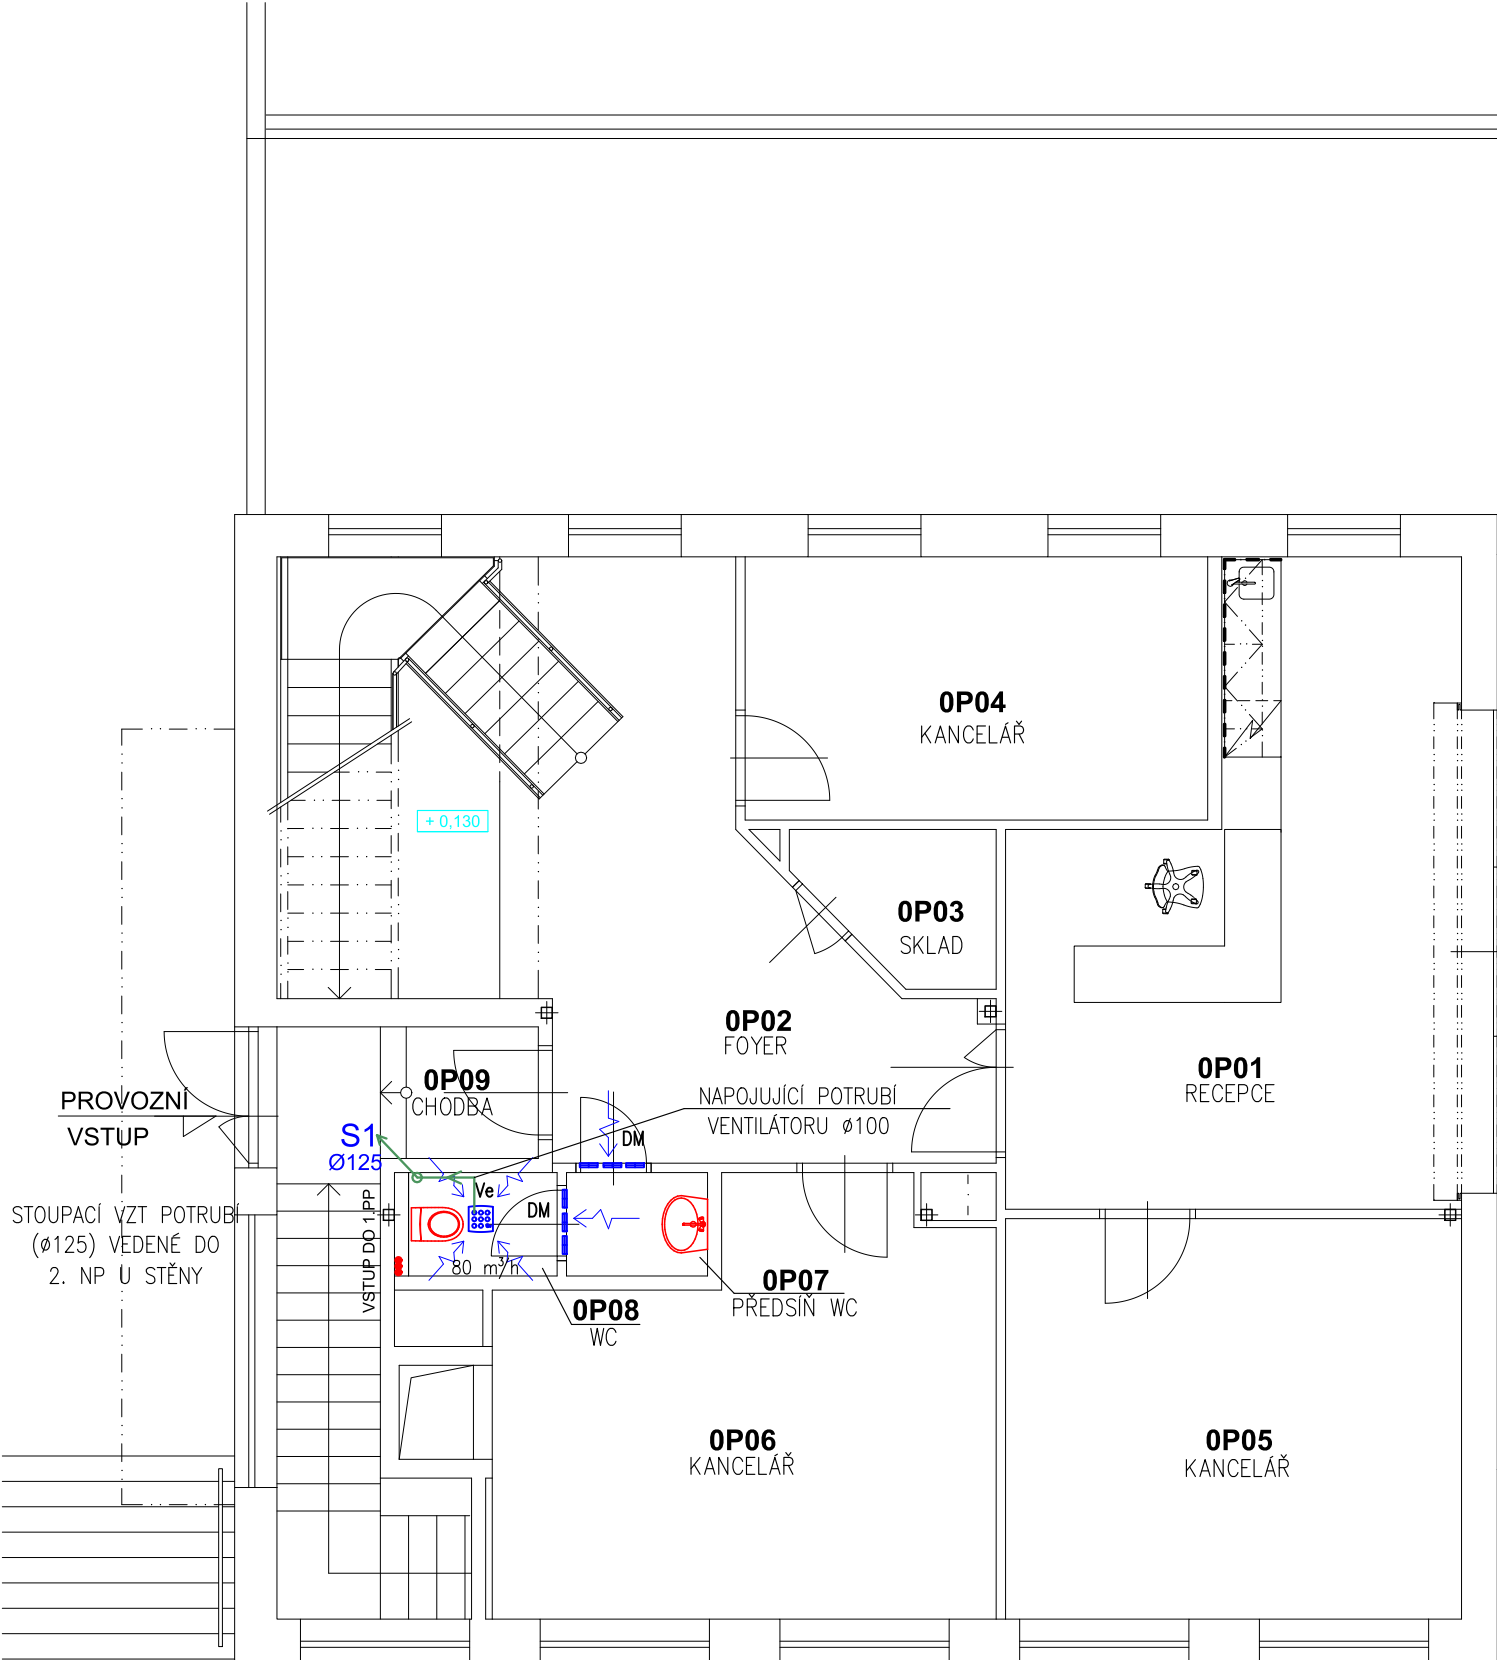 0P04
KANCELÁŘ
+ 0,130
0P03
SKLAD
0P02
FOYER
0P01
RECEPCE
0P09
CHODBA
PROVOZNÍ
VSTUP
NAPOJUJÍCÍ POTRUBÍ
VENTILÁTORU ø100
S1
Ø125
DM
Ve
DM
STOUPACÍ VZT POTRUBÍ
(ø125) VEDENÉ DO
2. NP U STĚNY
VSTUP DO 1.PP
80 m³/h
0P07
PŘEDSÍŇ WC
0P08
WC
0P06
KANCELÁŘ
0P05
KANCELÁŘ